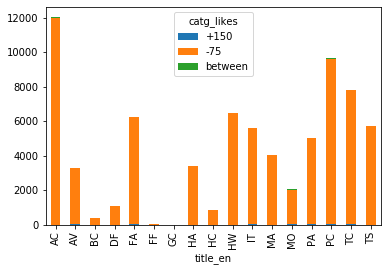 catg_likes
+150
-75
between
12000
10000
8000
6000
4000
2000
0
AC AV BC DF FA FF GC HA HC HW IT MA MO PA PC TC TS
title_en